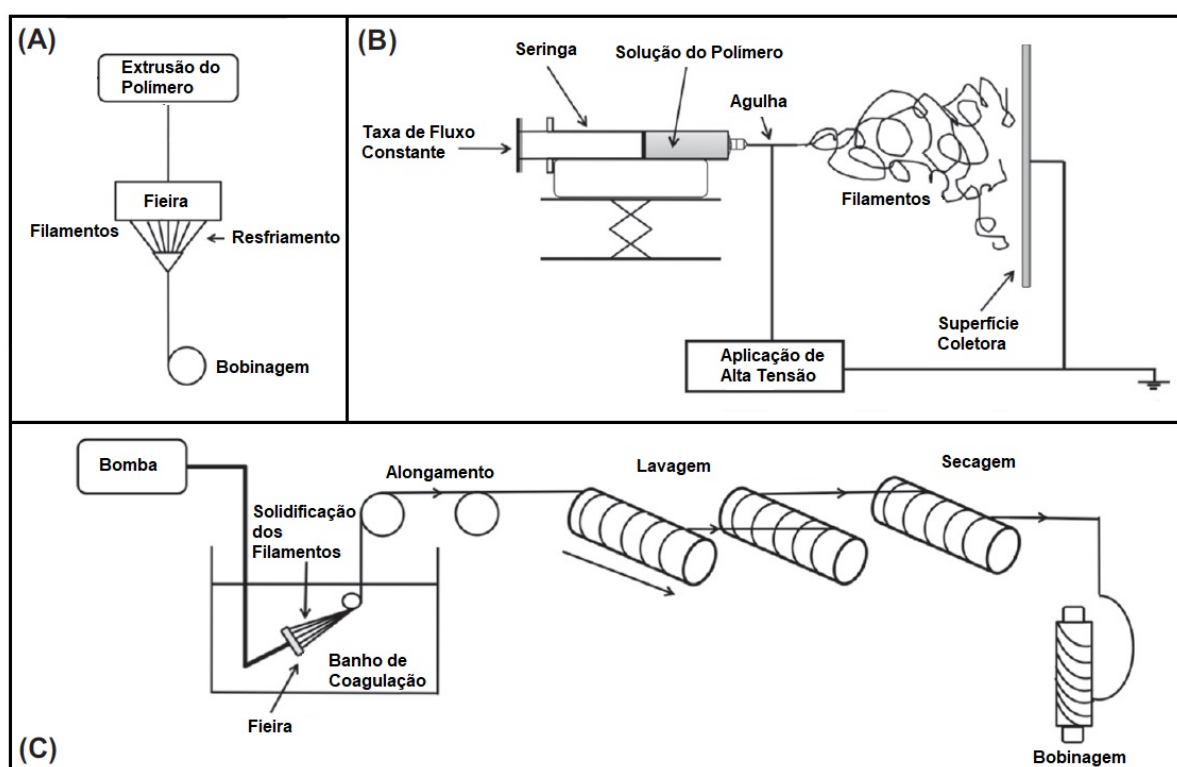 (A)
Extrusão do
Polímero
Fieira
Filamentos
Resfriamento
Bobinagem
(B)
Seringa
Solução do Polímero
Agulha
Taxa de Fluxo
Constante
Filamentos
Superfície
Coletora
Aplicação de
Alta Tensão
Bomba
Solidificação
dos
Filamentos
Alongamento
Lavagem
Secagem
Banho de
Coagulação
Fieira
Bobinagem
(C)